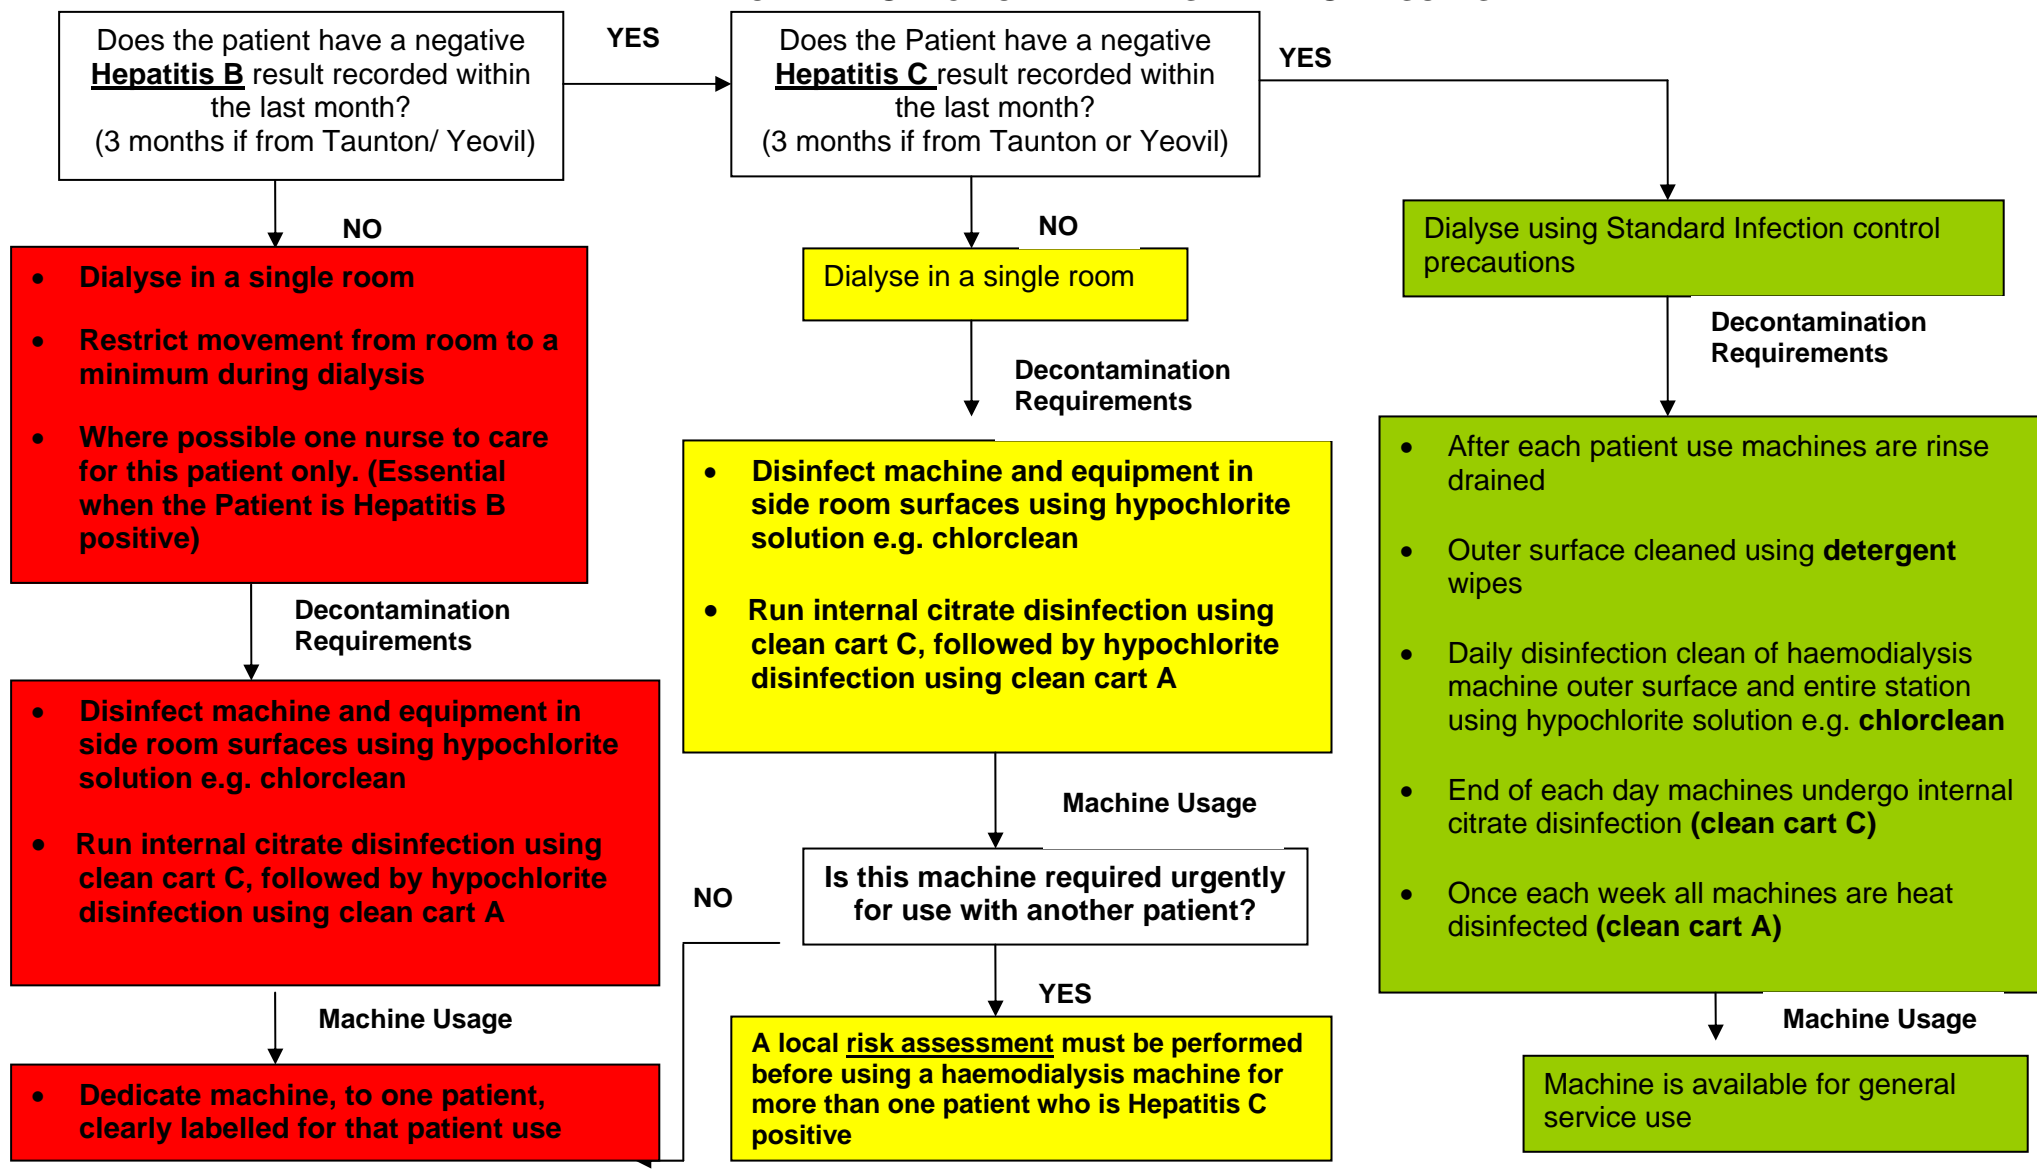 Does the patient have a negative
Hepatitis B result recorded within
the last month?
(3 months if from Taunton/ Yeovil)
YES
Does the Patient have a negative
Hepatitis C result recorded within
the last month?
(3 months if from Taunton or Yeovil)
YES
NO
• Dialyse in a single room
• Restrict movement from room to a
minimum during dialysis
• Where possible one nurse to care
for this patient only. (Essential
when the Patient is Hepatitis B
positive)
Decontamination
Requirements
• Disinfect machine and equipment in
side room surfaces using hypochlorite
solution e.g. chlorclean
• Run internal citrate disinfection using
clean cart C, followed by hypochlorite
disinfection using clean cart A
Machine Usage
• Dedicate machine, to one patient,
clearly labelled for that patient use
NO
Dialyse in a single room
Decontamination
Requirements
• Disinfect machine and equipment in
side room surfaces using hypochlorite
solution e.g. chlorclean
• Run internal citrate disinfection using
clean cart C, followed by hypochlorite
disinfection using clean cart A
Machine Usage
Is this machine required urgently
for use with another patient?
NO
YES
A local risk assessment must be performed
before using a haemodialysis machine for
more than one patient who is Hepatitis C
positive
Dialyse using Standard Infection control
precautions
Decontamination
Requirements
• After each patient use machines are rinse
drained
• Outer surface cleaned using detergent
wipes
• Daily disinfection clean of haemodialysis
machine outer surface and entire station
using hypochlorite solution e.g. chlorclean
• End of each day machines undergo internal
citrate disinfection (clean cart C)
• Once each week all machines are heat
disinfected (clean cart A)
Machine Usage
Machine is available for general
service use